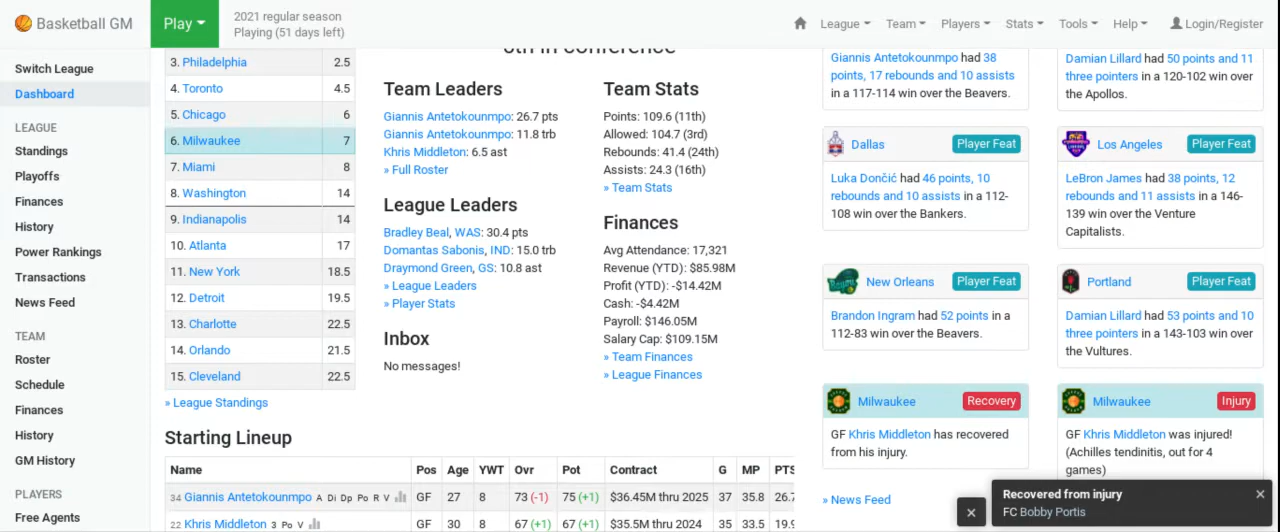 Basketball GM
Play
2021 regular season
Playing (51 days left)
League
Team
Players
Stats
Tools
Help
Login/Register
Switch League
Dashboard
LEAGUE
Standings
Playoffs
Finances
History
Power Rankings
Transactions
News Feed
TEAM
Roster
Schedule
Finances
History
GM History
PLAYERS
Free Agents
3. Philadelphia 2.5
4. Toronto 4.5
5. Chicago 6
6. Milwaukee 7
7. Miami 8
8. Washington 14
9. Indianapolis 14
10. Atlanta 17
11. New York 18.5
12. Detroit 19.5
13. Charlotte 22.5
14. Orlando 21.5
15. Cleveland 22.5
» League Standings
in conference
Team Leaders
Giannis Antetokounmpo: 26.7 pts
Giannis Antetokounmpo: 11.8 trb
Khris Middleton: 6.5 ast
» Full Roster
League Leaders
Bradley Beal, WAS: 30.4 pts
Domantas Sabonis, IND: 15.0 trb
Draymond Green, GS: 10.8 ast
» League Leaders
» Player Stats
Inbox
No messages!
Team Stats
Points: 109.6 (11th)
Allowed: 104.7 (3rd)
Rebounds: 41.4 (24th)
Assists: 24.3 (16th)
» Team Stats
Finances
Avg Attendance: 17,321
Revenue (YTD): $85.98M
Profit (YTD): -$14.42M
Cash: -$4.42M
Payroll: $146.05M
Salary Cap: $109.15M
» Team Finances
» League Finances
Starting Lineup
Name Pos Age YWT Ovr Pot Contract G MP PTS
34 Giannis Antetokounmpo A Di Dp Po R V GF 27 8 73 (-1) 75 (+1) $36.45M thru 2025 37 35.8 26.7
22 Khris Middleton 3 Po V GF 30 8 67 (+1) 67 (+1) $35.5M thru 2024 35 33.5 19.9
Giannis Antetokounmpo had 38
points, 17 rebounds and 10 assists
in a 117-114 win over the Beavers.
Damian Lillard had 50 points and 11
three pointers in a 120-102 win over
the Apollos.
Dallas Player Feat
Luka Dončić had 46 points, 10
rebounds and 10 assists in a 112-
108 win over the Bankers.
Los Angeles Player Feat
LeBron James had 38 points, 12
rebounds and 11 assists in a 146-
139 win over the Venture
Capitalists.
New Orleans Player Feat
Brandon Ingram had 52 points in a
112-83 win over the Beavers.
Portland Player Feat
Damian Lillard had 53 points and 10
three pointers in a 143-103 win over
the Vultures.
Milwaukee Recovery
GF Khris Middleton has recovered
from his injury.
Milwaukee Injury
GF Khris Middleton was injured!
(Achilles tendinitis, out for 4
games)
» News Feed
Recovered from injury
FC Bobby Portis